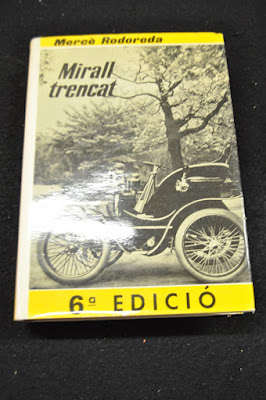 Mercè Rodoreda
Mirall
trencat
6ª EDICIÓ